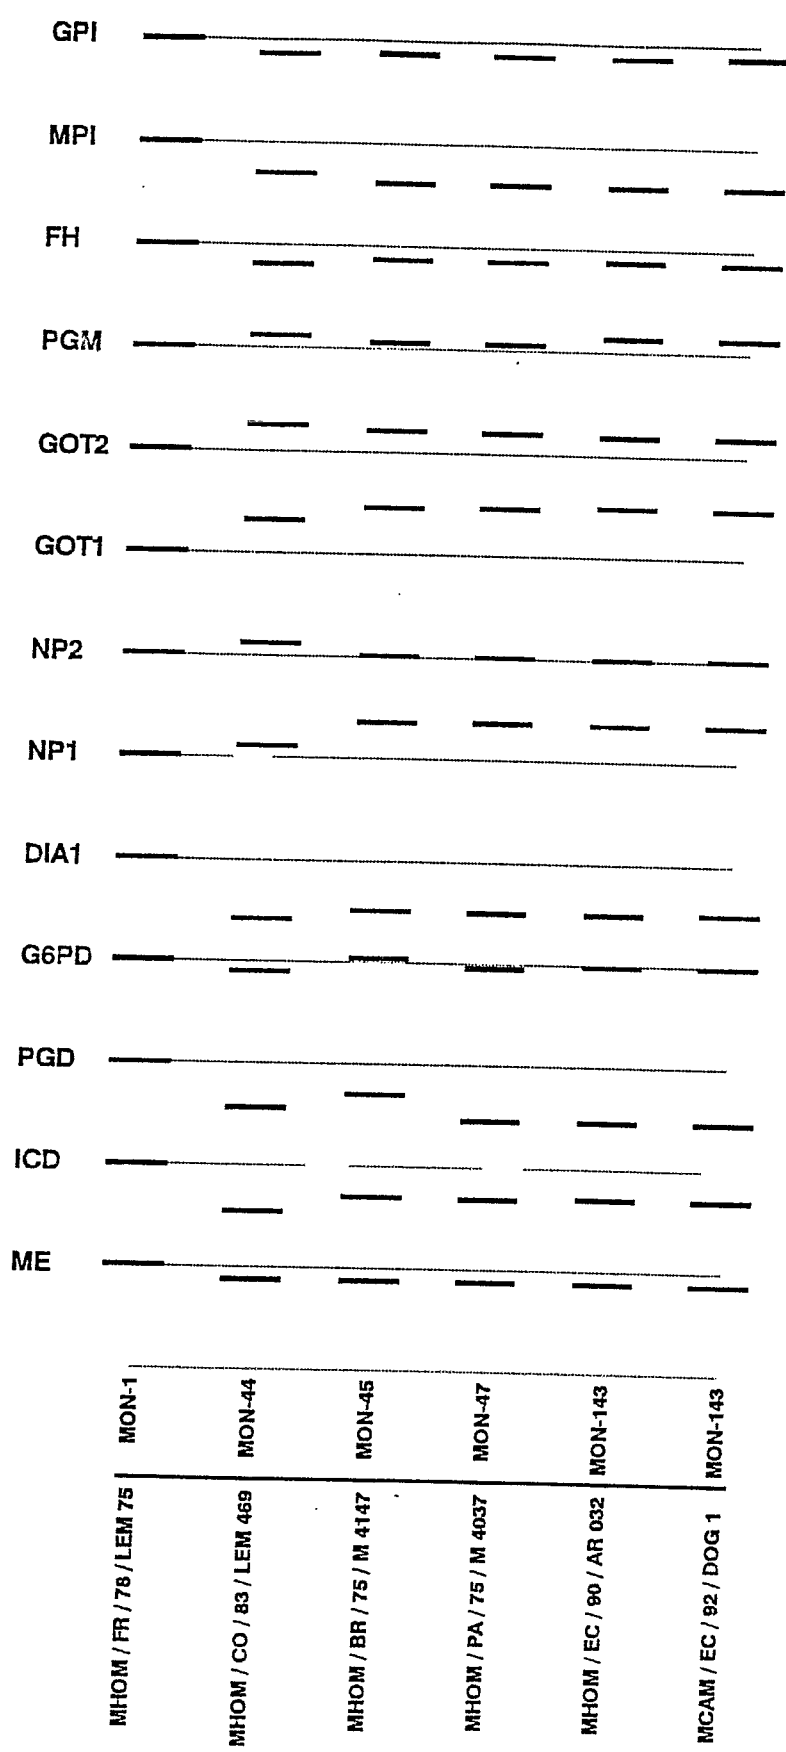 GPI
MPI
FH
PGM
GOT2
GOT1
NP2
NP1
DIA1
G6PD
PGD
ICD
ME
MON-1
MON-44
MON-45
MON-47
MON-143
MON-143
MHOM / FR / 78 / LEM 75
MHOM / CO / 83 / LEM 469
MHOM / BR / 75 / M 4147
MHOM / PA / 75 / M 4037
MHOM / EC / 90 / AR 032
MCAM / EC / 92 / DOG 1